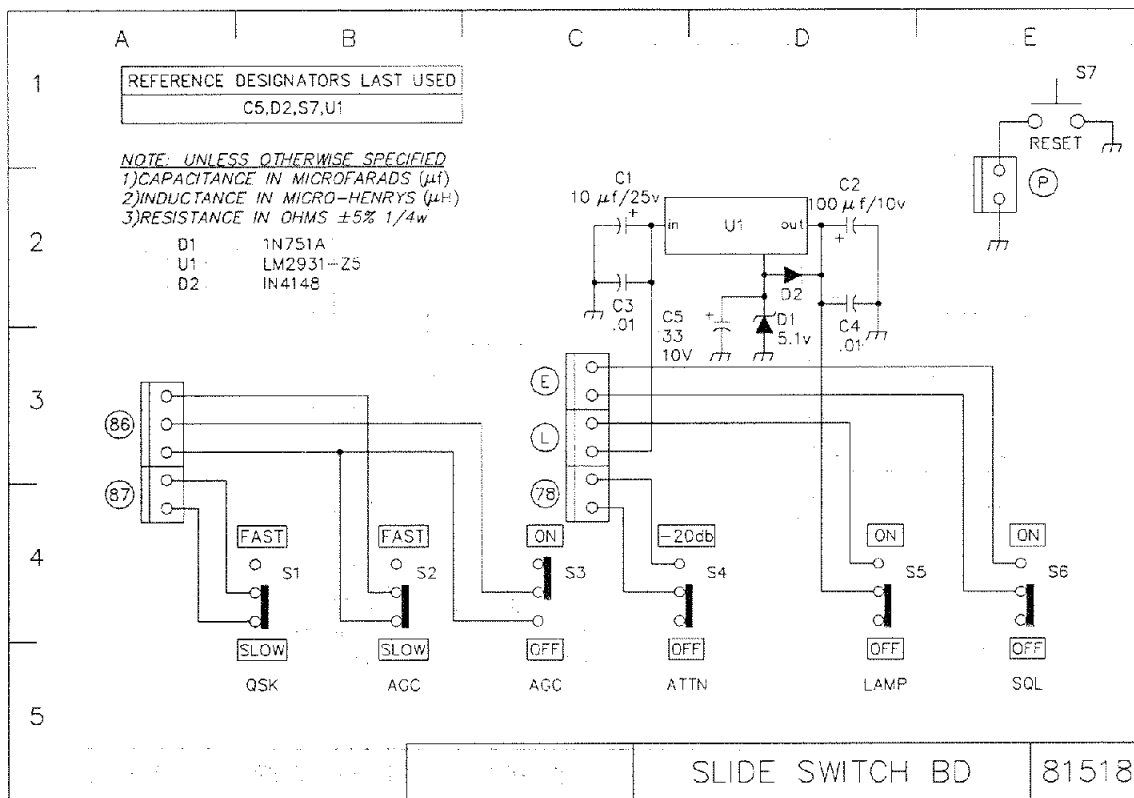 A B C D E
1
REFERENCE DESIGNATORS LAST USED
C5,D2,S7,U1
S7
RESET
P
NOTE: UNLESS OTHERWISE SPECIFIED
1)CAPACITANCE IN MICROFARADS (µf)
2)INDUCTANCE IN MICRO-HENRYS (µH)
3)RESISTANCE IN OHMS ±5% 1/4w
2
D1 1N751A
U1 LM2931-Z5
D2 IN4148
C1
10 µf/25v
+
in U1 out
C2
100 µf/10v
+
C3
.01
C5
33
10V
+
D2
D1
5.1v
C4
.01
3
86
87
E
L
78
4
FAST FAST ON -20db ON ON
S1 S2 S3 S4 S5 S6
SLOW SLOW OFF OFF OFF OFF
QSK AGC AGC ATTN LAMP SQL
5
SLIDE SWITCH BD 81518